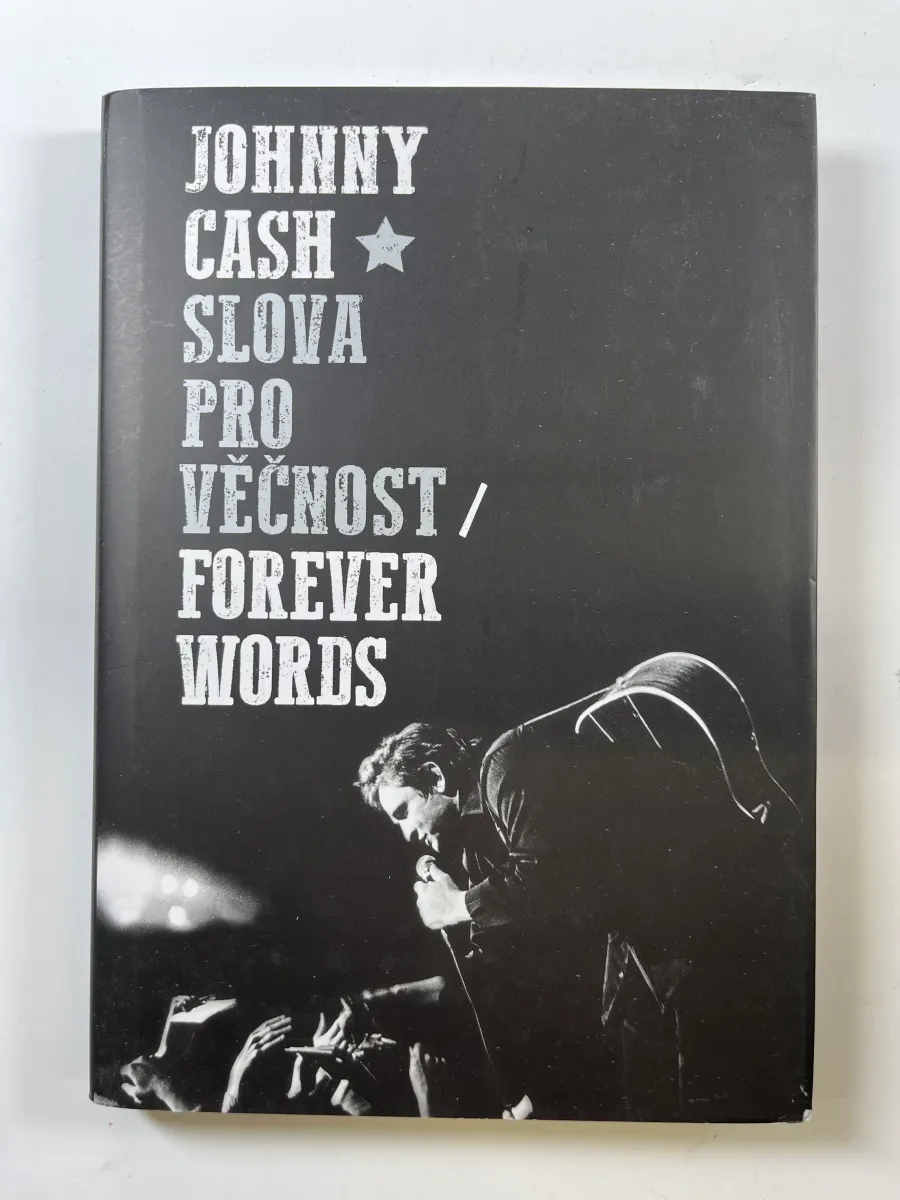 JOHNNY
CASH ★
SLOVA
PRO
VĚČNOST /
FOREVER
WORDS